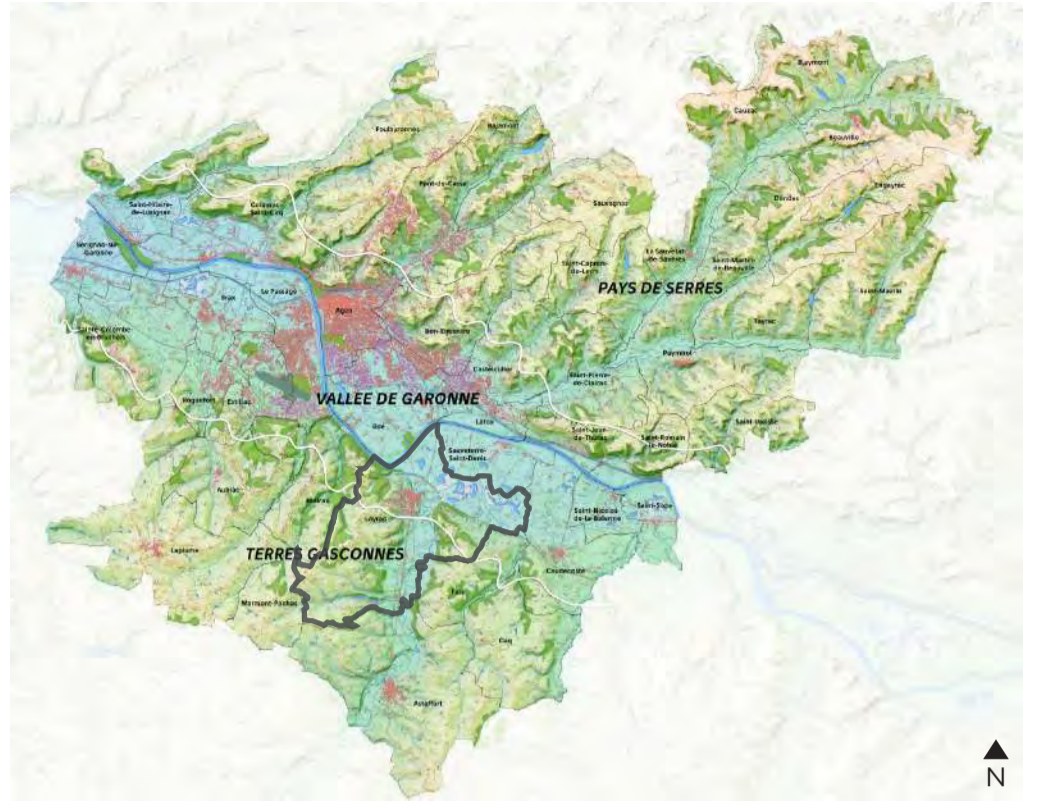 Blaymont
Cauzac
Beauville
Engayrac
Dondas
Foulayronnes
Bajamont
Pont-du-Casse
Sauvagnas
Saint-Hilaire-
de-Lusignan
Colayrac-
Saint-Cirq
Sérignac-sur-
Garonne
La Sauvetat-
de-Savères
Saint-Martin-
de-Beauville
Saint-Caprais-
de-Lerm
PAYS DE SERRES
Saint-Maurin
Tayrac
Brax
Le Passage
Agen
Bon-Encontre
Sainte-Colombe-
en-Bruilhois
Puymirol
Castelculier
Saint-Pierre-
de-Clairac
Roquefort
Estillac
VALLEE DE GARONNE
Boé
Lafox
Saint-Jean-
de-Thurac
Saint-Romain
-le-Noble
Saint-Urcisse
Sauveterre-
Saint-Denis
Aubiac
Moirax
Layrac
Saint-Nicolas-
de-la-Balerme
Saint-Sixte
Laplume
TERRES GASCONNES
Caudecoste
Marmont-Pachas
Fals
Cuq
Astaffort
N